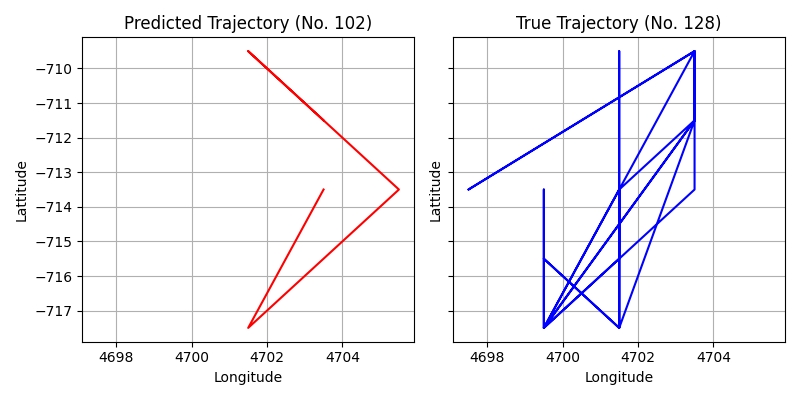 Predicted Trajectory (No. 102)
−710
−711
−712
−713
−714
−715
−716
−717
Lattitude
4698
4700
4702
4704
Longitude
True Trajectory (No. 128)
Lattitude
4698
4700
4702
4704
Longitude